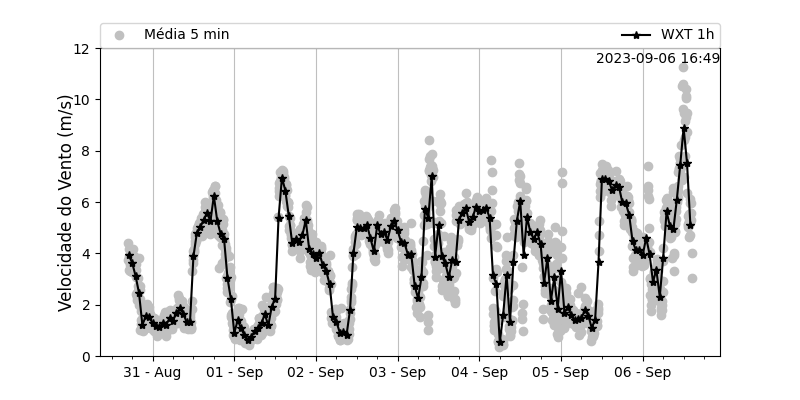 Média 5 min
WXT 1h
2023-09-06 16:49
Velocidade do Vento (m/s)
12
10
8
6
4
2
0
31 - Aug
01 - Sep
02 - Sep
03 - Sep
04 - Sep
05 - Sep
06 - Sep